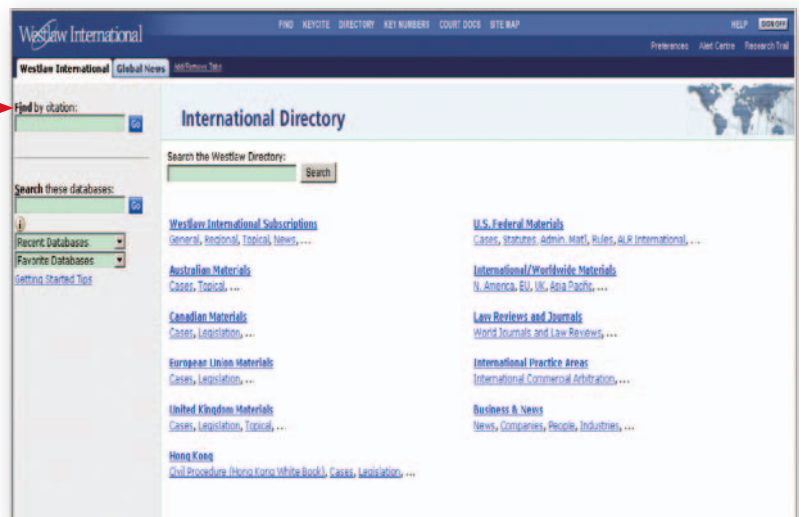 Westlaw International
FIND KEYCITE DIRECTORY KEY NUMBERS COURT DOCS SITE MAP
HELP SIGN OFF
Preferences Alert Centre Research Trail
Westlaw International Global News Add/Remove Tabs
Find by citation:
Go
International Directory
Search the Westlaw Directory:
Search
Search these databases:
Go
Recent Databases
Favorite Databases
Getting Started Tips
Westlaw International Subscriptions
General, Regional, Topical, News, ...
Australian Materials
Cases, Topical, ...
Canadian Materials
Cases, Legislation, ...
European Union Materials
Cases, Legislation, ...
United Kingdom Materials
Cases, Legislation, Topical, ...
Hong Kong
Civil Procedure (Hong Kong White Book), Cases, Legislation, ...
U.S. Federal Materials
Cases, Statutes, Admin. Mat'l, Rules, ALR International, ...
International/Worldwide Materials
N. America, EU, UK, Asia Pacific, ...
Law Reviews and Journals
World Journals and Law Reviews, ...
International Practice Areas
International Commercial Arbitration, ...
Business & News
News, Companies, People, Industries, ...